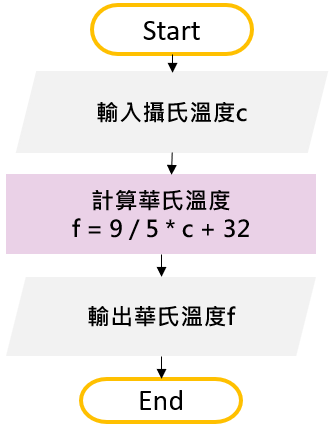 Start
輸入攝氏溫度c
計算華氏溫度
f = 9 / 5 * c + 32
輸出華氏溫度f
End